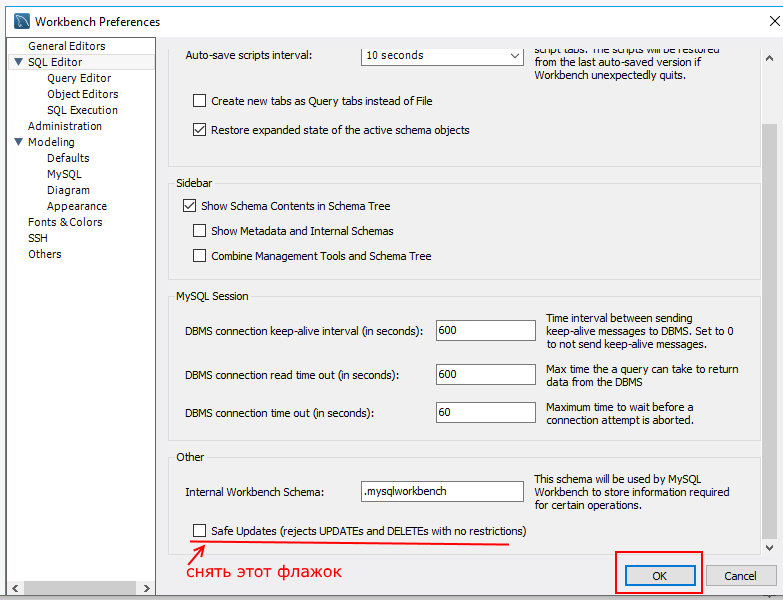 Workbench Preferences
General Editors
SQL Editor
Query Editor
Object Editors
SQL Execution
Administration
Modeling
Defaults
MySQL
Diagram
Appearance
Fonts & Colors
SSH
Others
Auto-save scripts interval:
10 seconds
script tabs. The scripts will be restored
from the last auto-saved version if
Workbench unexpectedly quits.
Create new tabs as Query tabs instead of File
Restore expanded state of the active schema objects
Sidebar
Show Schema Contents in Schema Tree
Show Metadata and Internal Schemas
Combine Management Tools and Schema Tree
MySQL Session
DBMS connection keep-alive interval (in seconds):
600
Time interval between sending
keep-alive messages to DBMS. Set to 0
to not send keep-alive messages.
DBMS connection read time out (in seconds):
600
Max time the a query can take to return
data from the DBMS
DBMS connection time out (in seconds):
60
Maximum time to wait before a
connection attempt is aborted.
Other
Internal Workbench Schema:
.mysqlworkbench
This schema will be used by MySQL
Workbench to store information required
for certain operations.
Safe Updates (rejects UPDATEs and DELETEs with no restrictions)
снять этот флажок
OK
Cancel